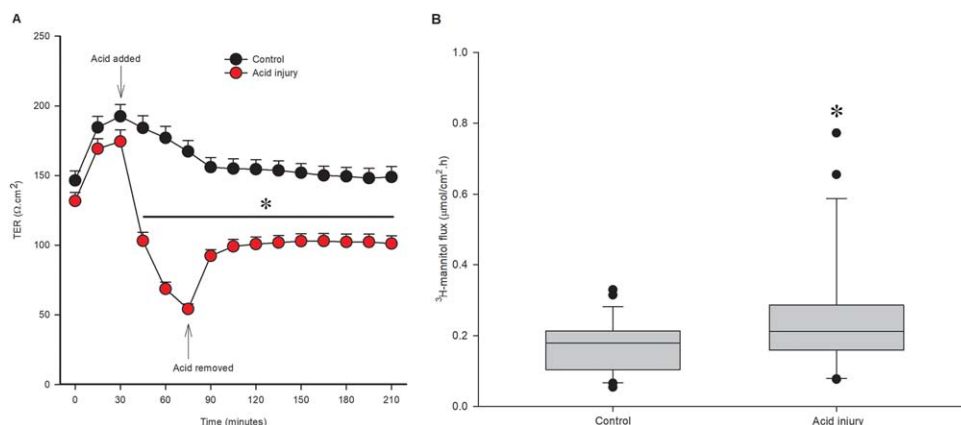 A
250
200
150
100
50
0
TER (Ω.cm²)
Acid added
Control
Acid injury
*
Acid removed
0 30 60 90 120 150 180 210
Time (minutes)
B
1.0
0.8
0.6
0.4
0.2
0.0
³H-mannitol flux (μmol/cm².h)
*
Control Acid injury